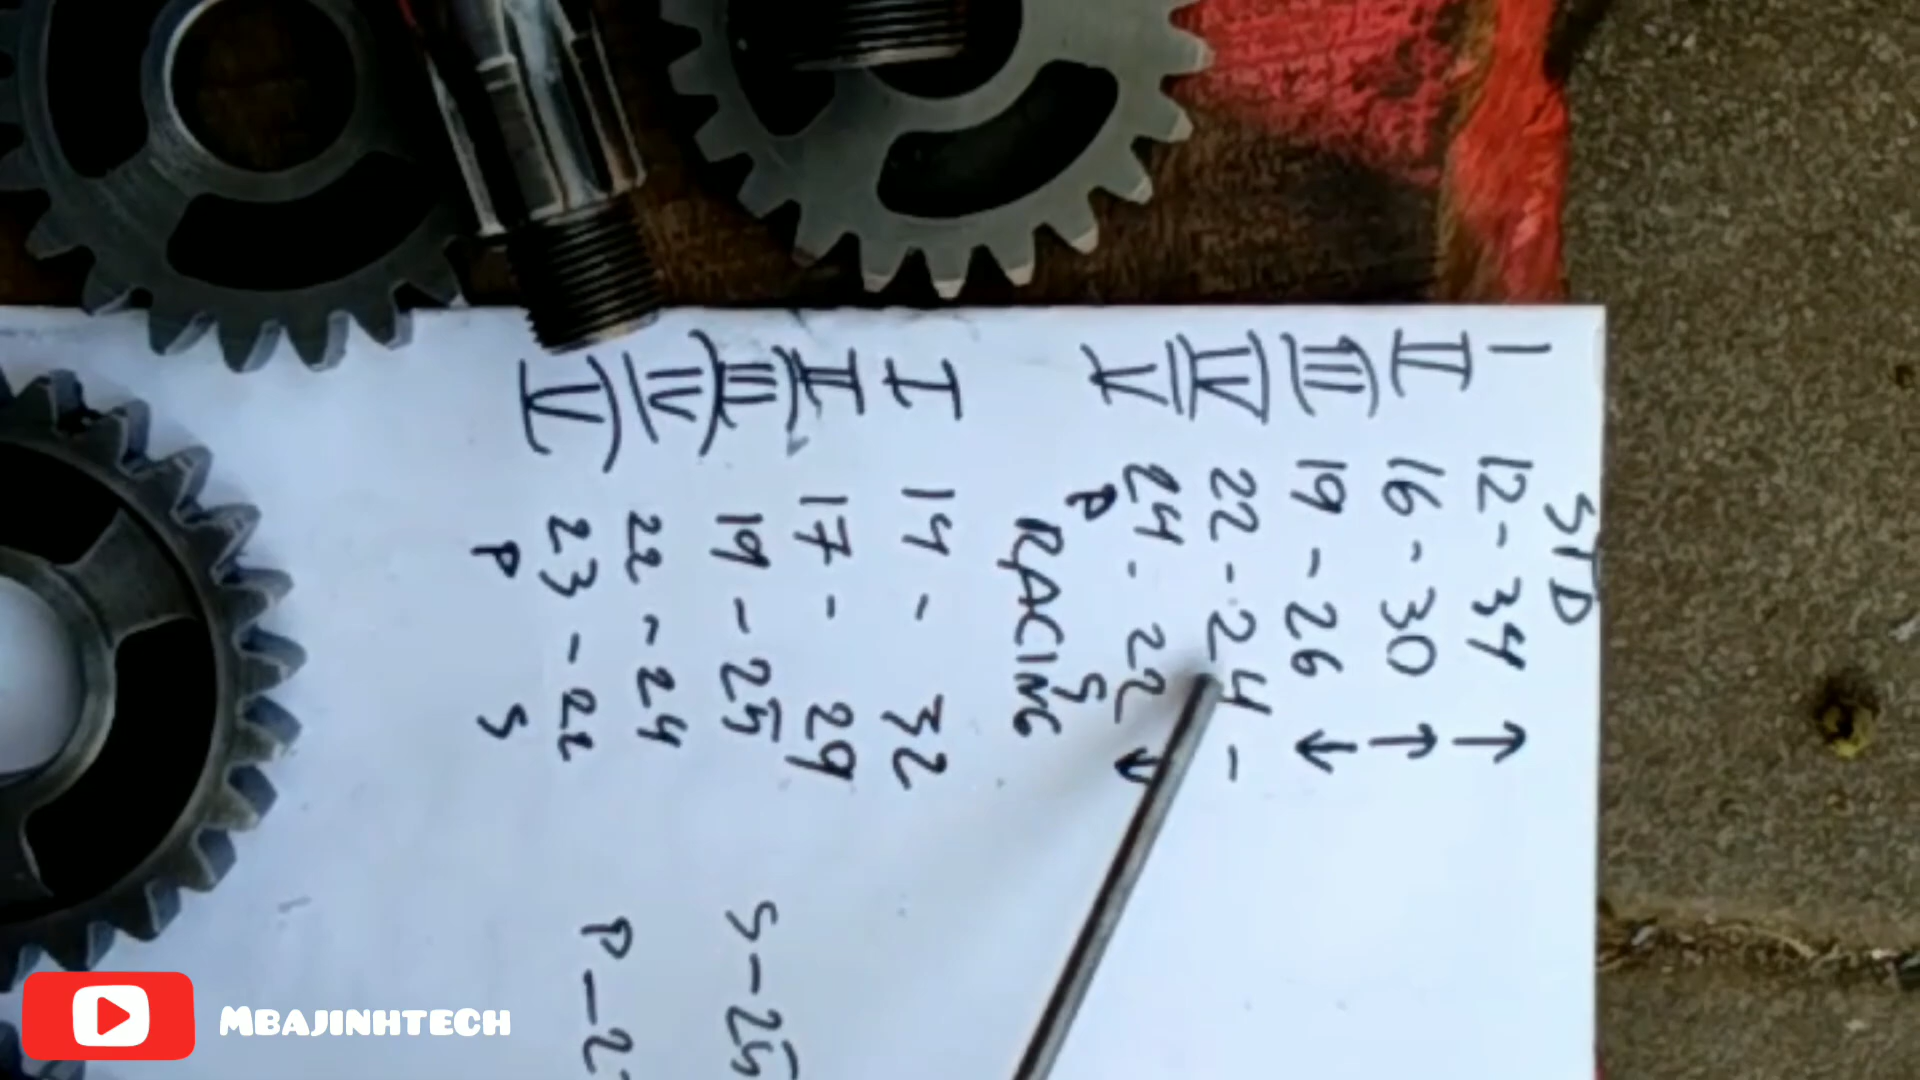 STD
I 12 - 34 ↑
II 16 - 30 ↑
III 19 - 26 ↓
IV 22 - 24 -
V 24 - 22 ↓
P S
RACING
I 14 - 32
II 17 - 29
III 19 - 25
IV 22 - 24
V 23 - 22
P S
S - 25
P - 2
MBAJINHTECH